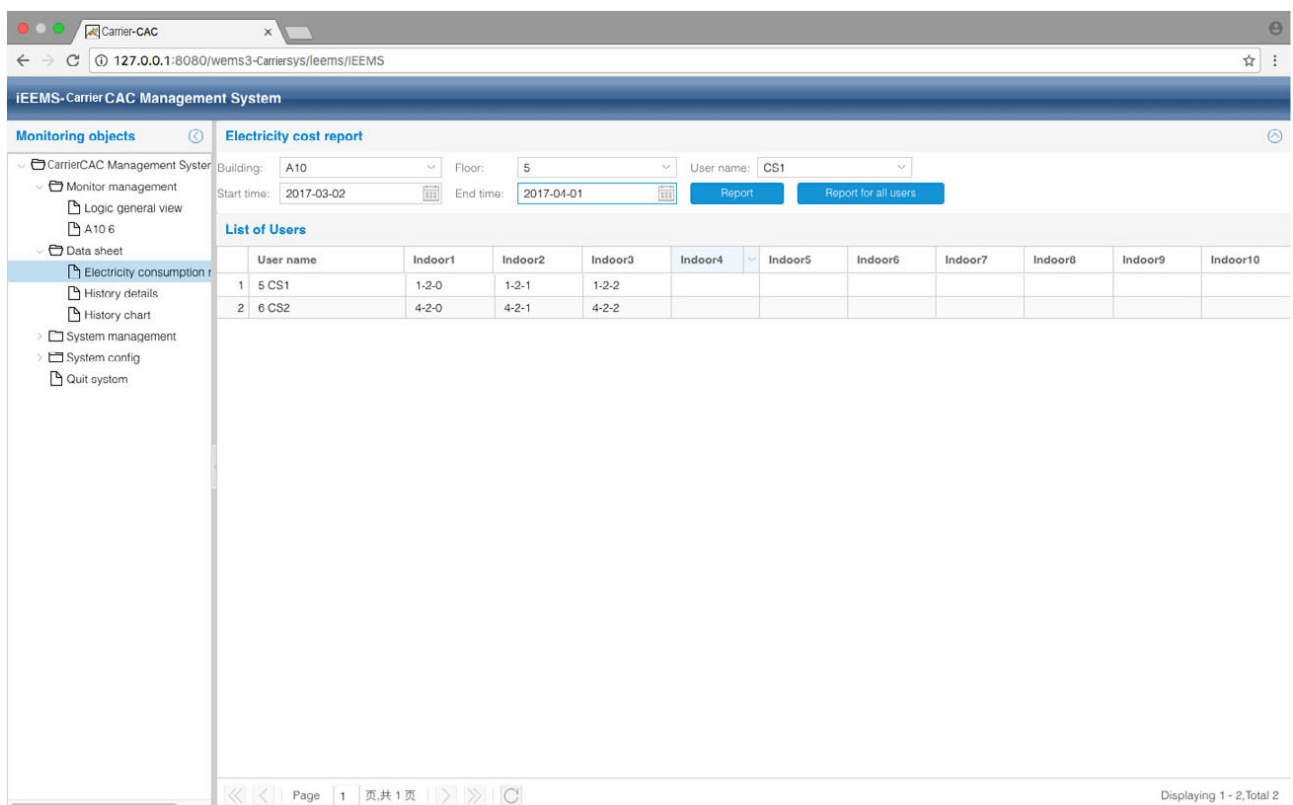 Carrier-CAC
127.0.0.1:8080/wems3-Carriersys/leems/IEEMS
iEEMS-Carrier CAC Management System
Monitoring objects
CarrierCAC Management System
Monitor management
Logic general view
A10 6
Data sheet
Electricity consumption r
History details
History chart
System management
System config
Quit system
Electricity cost report
Building: A10 Floor: 5 User name: CS1
Start time: 2017-03-02 End time: 2017-04-01 Report Report for all users
List of Users
User name Indoor1 Indoor2 Indoor3 Indoor4 Indoor5 Indoor6 Indoor7 Indoor8 Indoor9 Indoor10
1 5 CS1 1-2-0 1-2-1 1-2-2
2 6 CS2 4-2-0 4-2-1 4-2-2
Page 1 页,共 1 页
Displaying 1 - 2,Total 2